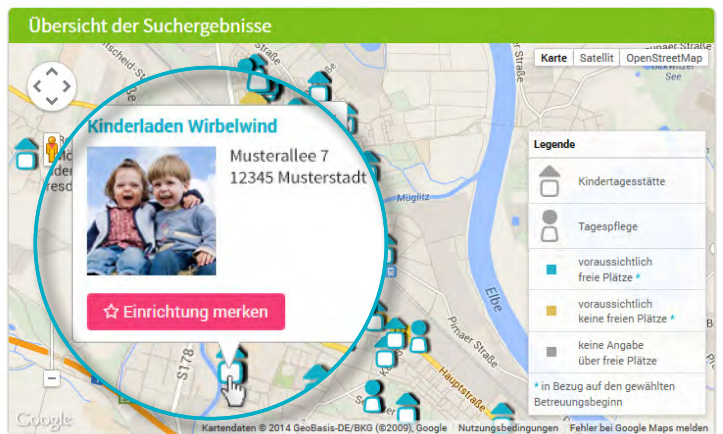 Übersicht der Suchergebnisse
Karte Satellit OpenStreetMap
Kinderladen Wirbelwind
Musterallee 7
12345 Musterstadt
☆ Einrichtung merken
Legende
Kindertagesstätte
Tagespflege
voraussichtlich
freie Plätze *
voraussichtlich
keine freien Plätze *
keine Angabe
über freie Plätze
* in Bezug auf den gewählten
Betreuungsbeginn
Müglitz
Elbe
Pirnaer Straße
Hauptstraße
S178
See
Google
Kartendaten © 2014 GeoBasis-DE/BKG (©2009), Google Nutzungsbedingungen Fehler bei Google Maps melden